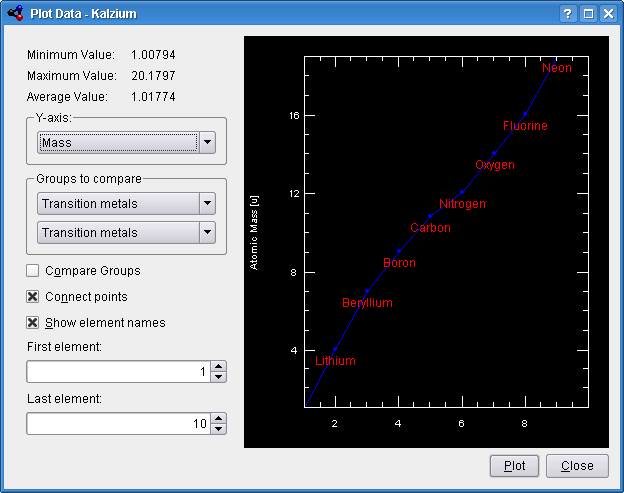 Plot Data - Kalzium
Minimum Value: 1.00794
Maximum Value: 20.1797
Average Value: 1.01774
Y-axis:
Mass
Groups to compare
Transition metals
Transition metals
Compare Groups
Connect points
Show element names
First element:
1
Last element:
10
Atomic Mass [u]
16
12
8
4
2
4
6
8
Neon
Fluorine
Oxygen
Nitrogen
Carbon
Boron
Beryllium
Lithium
Plot
Close